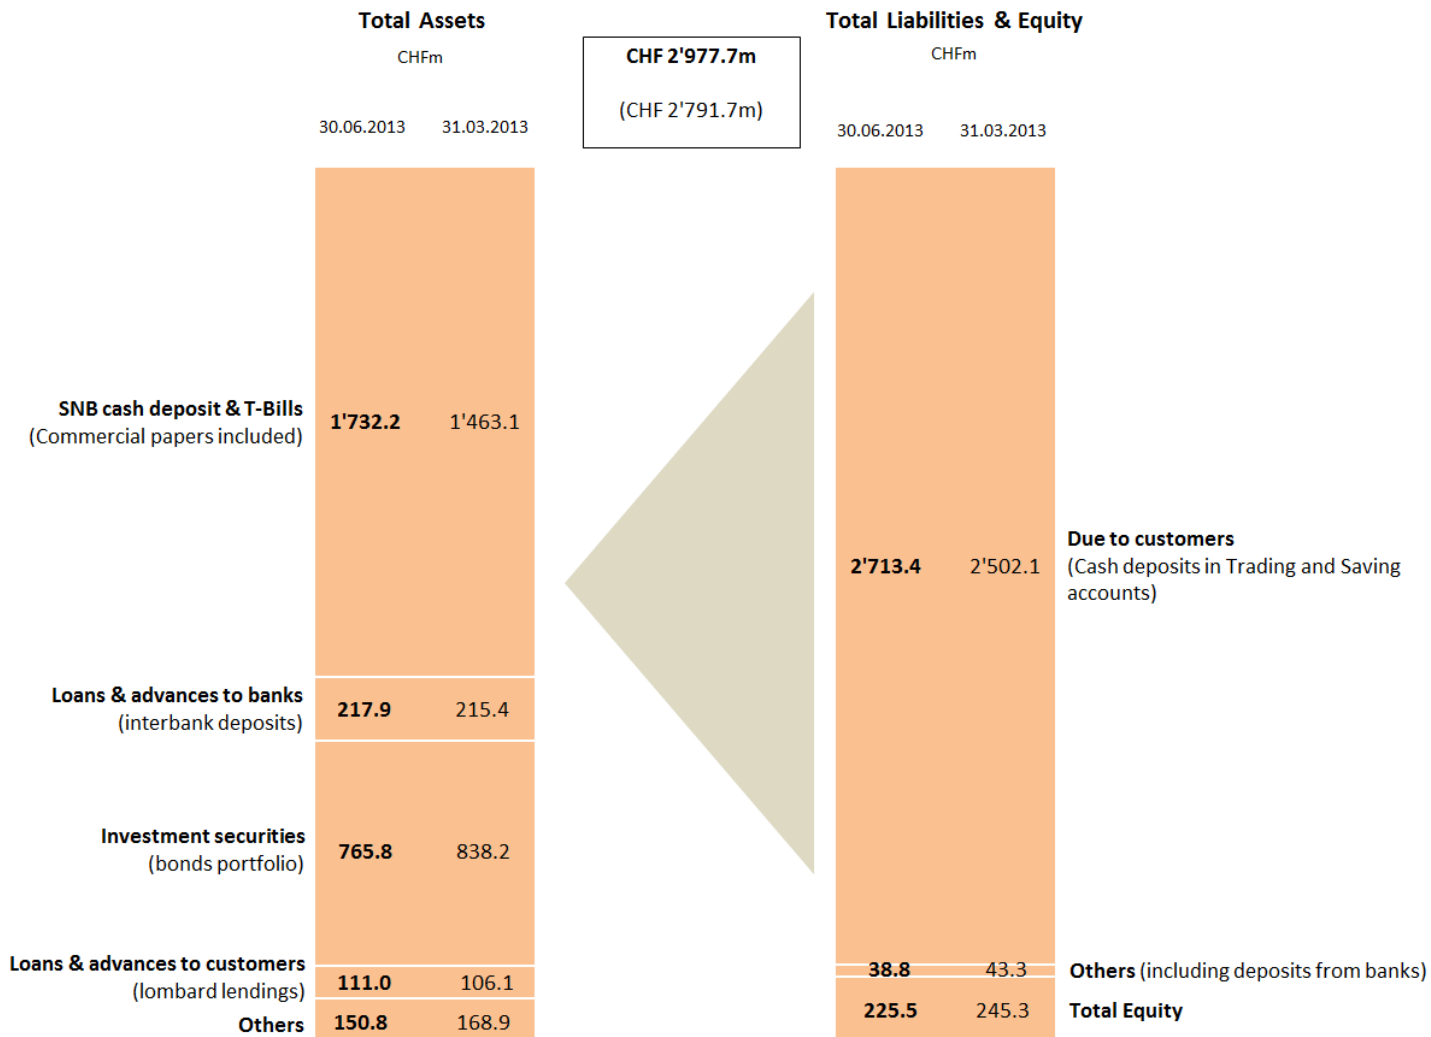 Total Assets
CHFm
30.06.2013 31.03.2013
CHF 2'977.7m
(CHF 2'791.7m)
Total Liabilities & Equity
CHFm
30.06.2013 31.03.2013
SNB cash deposit & T-Bills
(Commercial papers included)
1'732.2 1'463.1
Loans & advances to banks
(interbank deposits)
217.9 215.4
Investment securities
(bonds portfolio)
765.8 838.2
Loans & advances to customers
(lombard lendings)
111.0 106.1
Others 150.8 168.9
2'713.4 2'502.1
Due to customers
(Cash deposits in Trading and Saving
accounts)
38.8 43.3 Others (including deposits from banks)
225.5 245.3 Total Equity